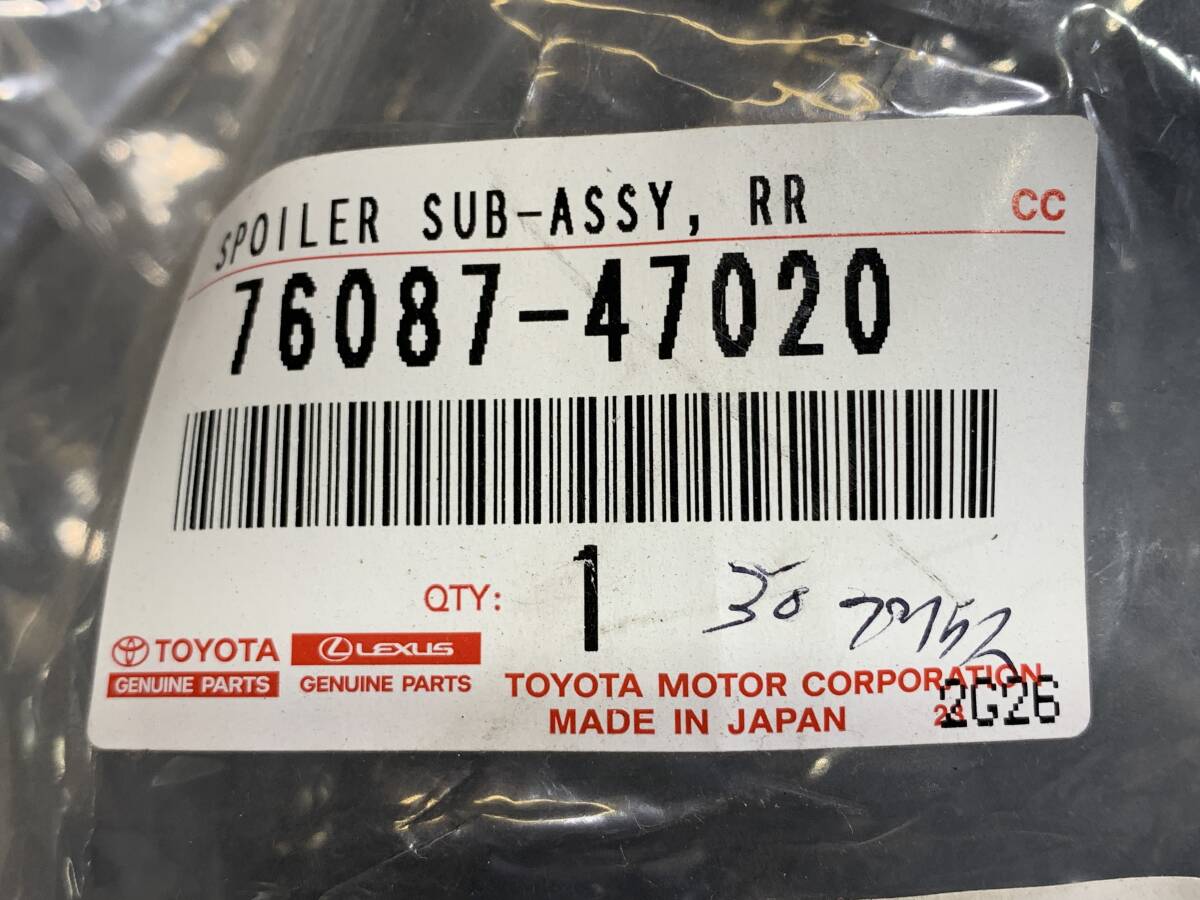 SPOILER SUB-ASSY, RR CC
76087-47020
QTY: 1
TOYOTA LEXUS
GENUINE PARTS GENUINE PARTS
TOYOTA MOTOR CORPORATION
MADE IN JAPAN 2G26